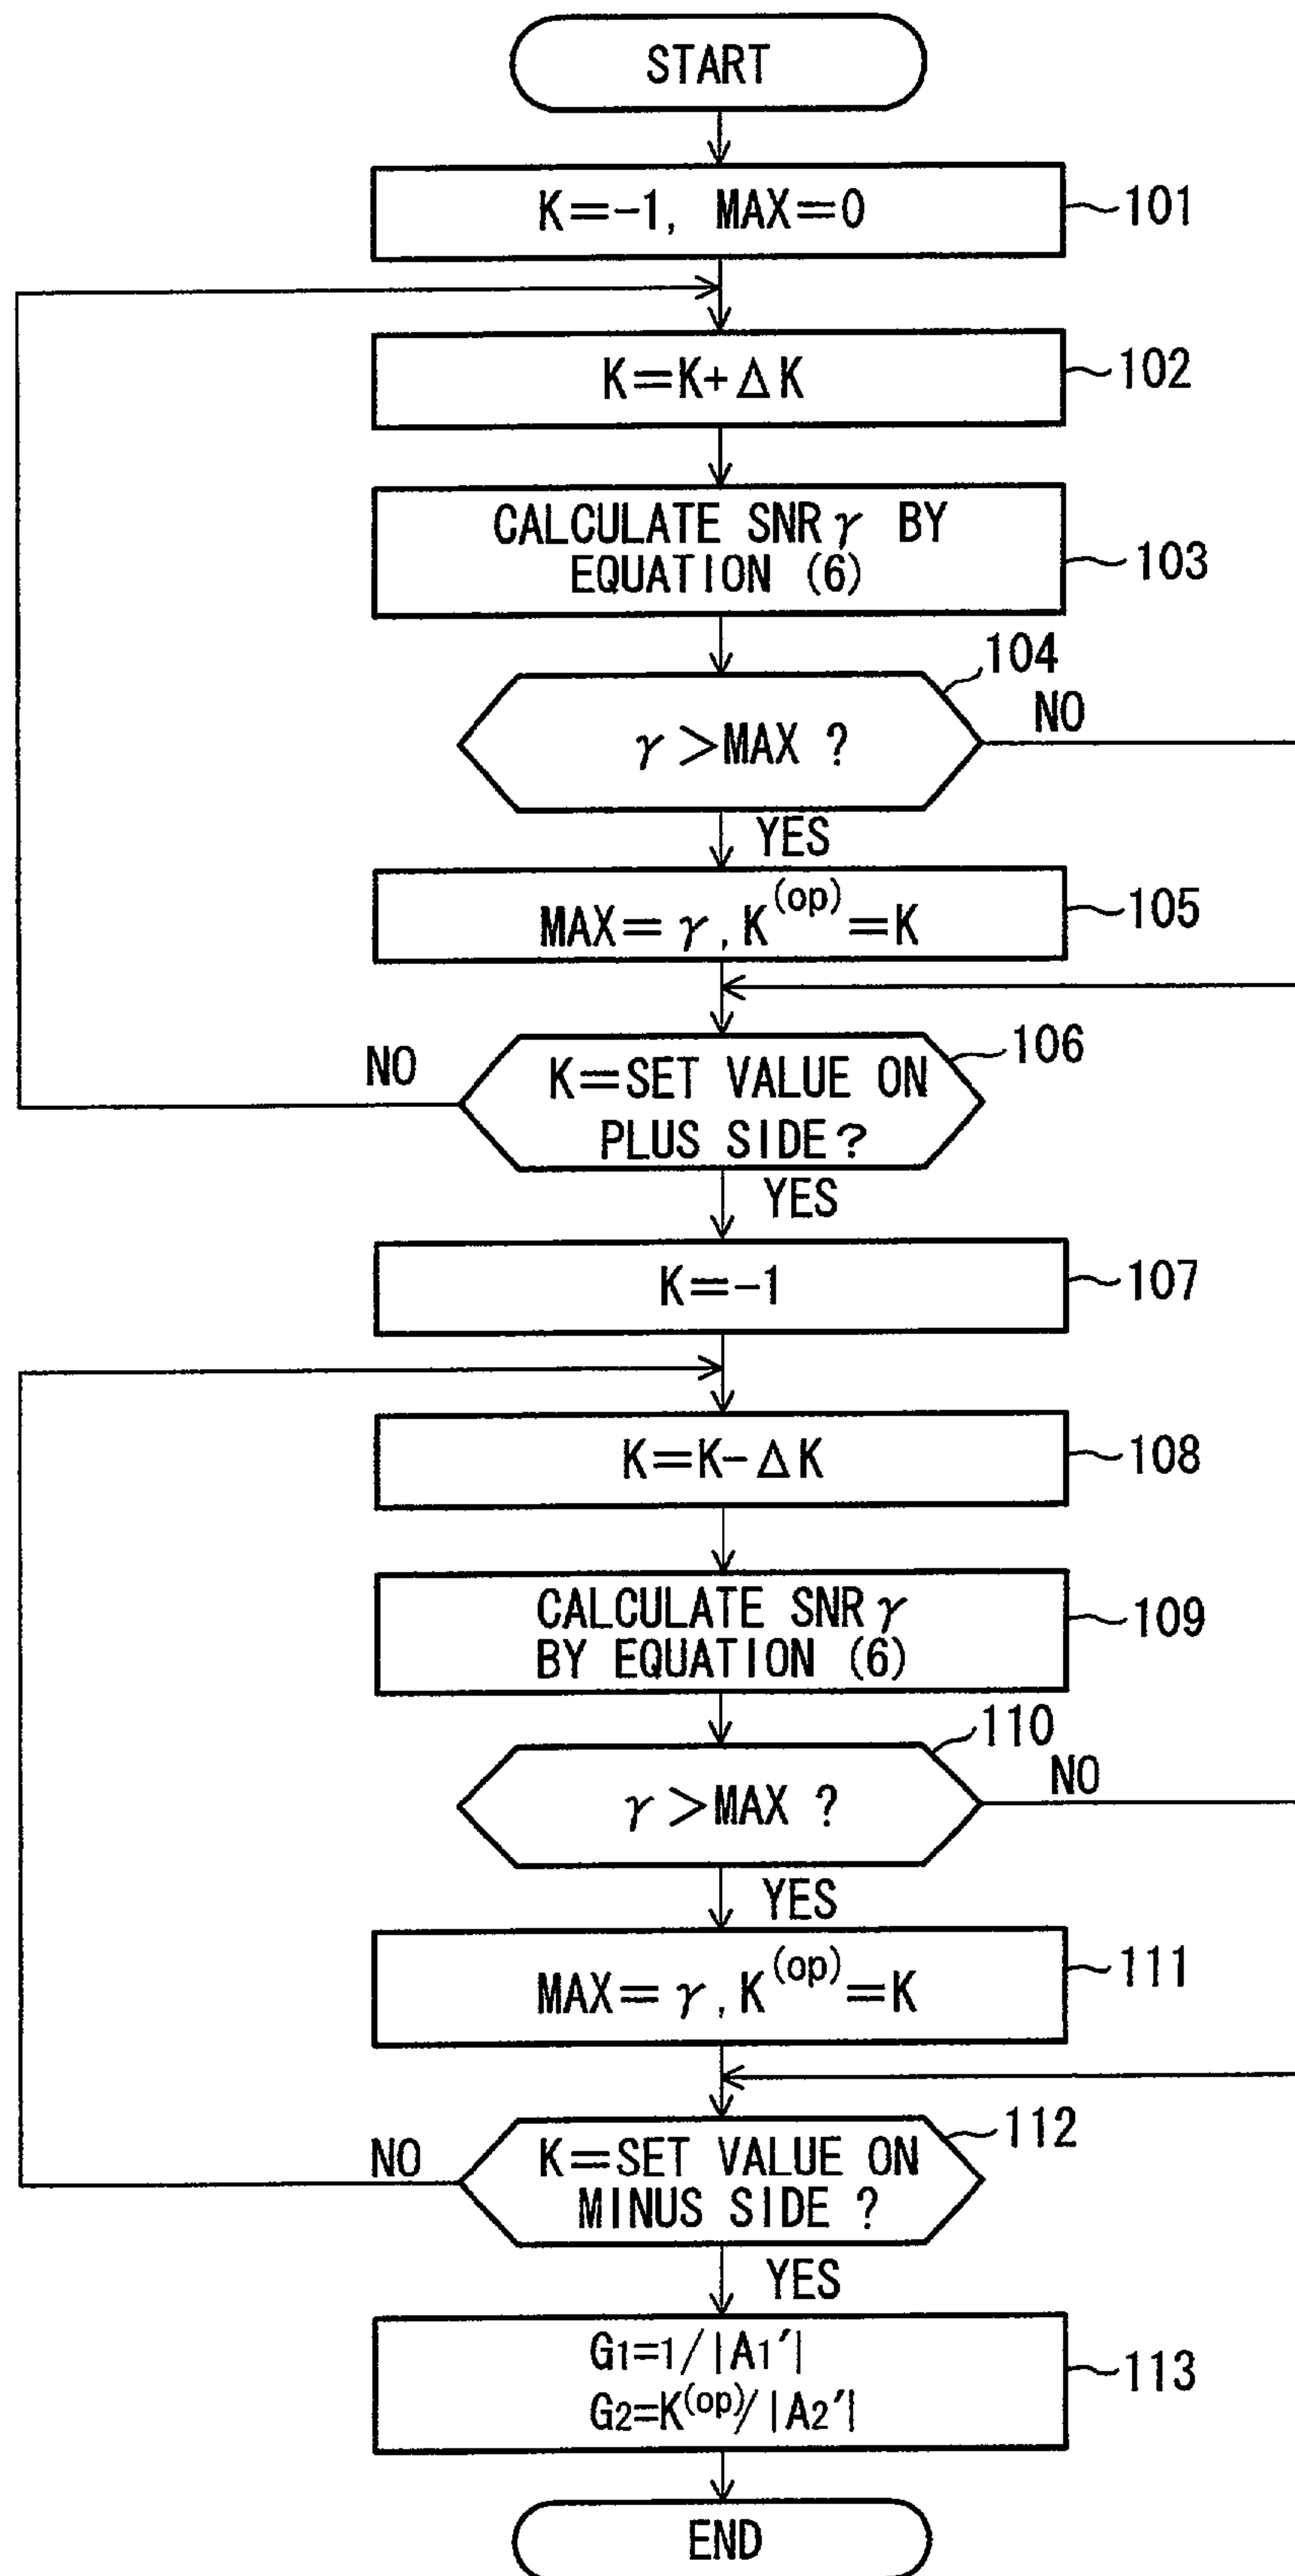 START
K=-1, MAX=0
101
K=K+ΔK
102
CALCULATE SNRγ BY
EQUATION (6)
103
104
γ>MAX ?
NO
YES
MAX=γ, K^(op)=K
105
106
NO
K=SET VALUE ON
PLUS SIDE?
YES
K=-1
107
K=K-ΔK
108
CALCULATE SNRγ
BY EQUATION (6)
109
110
γ>MAX ?
NO
YES
MAX=γ, K^(op)=K
111
112
NO
K=SET VALUE ON
MINUS SIDE ?
YES
G1=1/|A1′|
G2=K^(op)/|A2′|
113
END